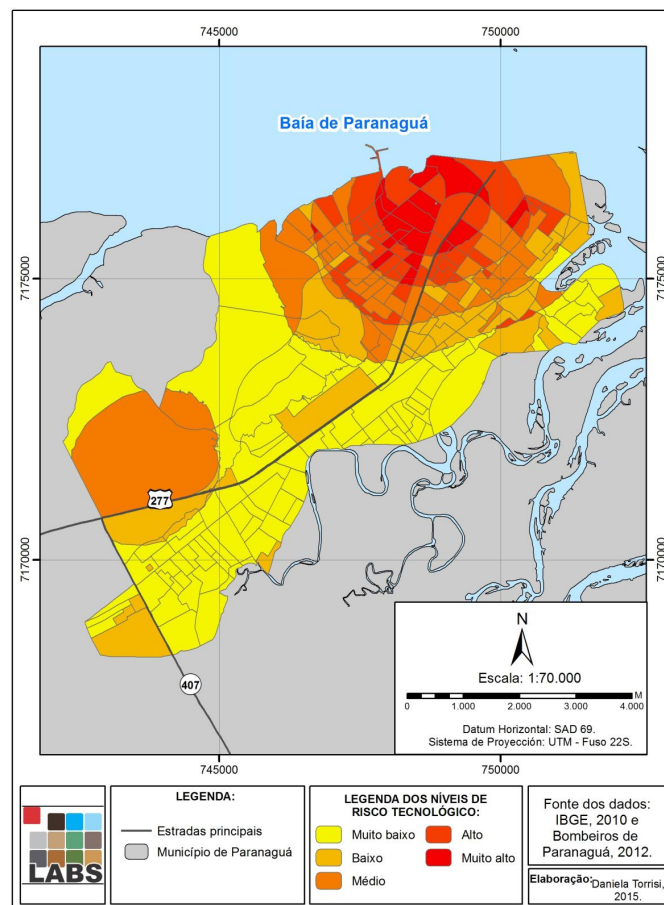 745000
750000
Baía de Paranaguá
7175000
7175000
277
7170000
7170000
407
N
Escala: 1:70.000
M
0 1.000 2.000 3.000 4.000
Datum Horizontal: SAD 69.
Sistema de Proyección: UTM - Fuso 22S.
745000
750000
LABS
LEGENDA:
Estradas principais
Município de Paranaguá
LEGENDA DOS NÍVEIS DE
RISCO TECNOLÓGICO:
Muito baixo
Baixo
Médio
Alto
Muito alto
Fonte dos dados:
IBGE, 2010 e
Bombeiros de
Paranaguá, 2012.
Elaboração: Daniela Torrisi,
2015.